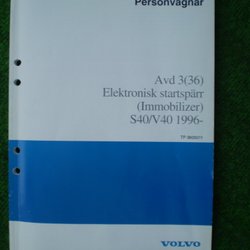 Personvagnar
Avd 3(36)
Elektronisk startspärr
(Immobilizer)
S40/V40 1996-
VOLVO